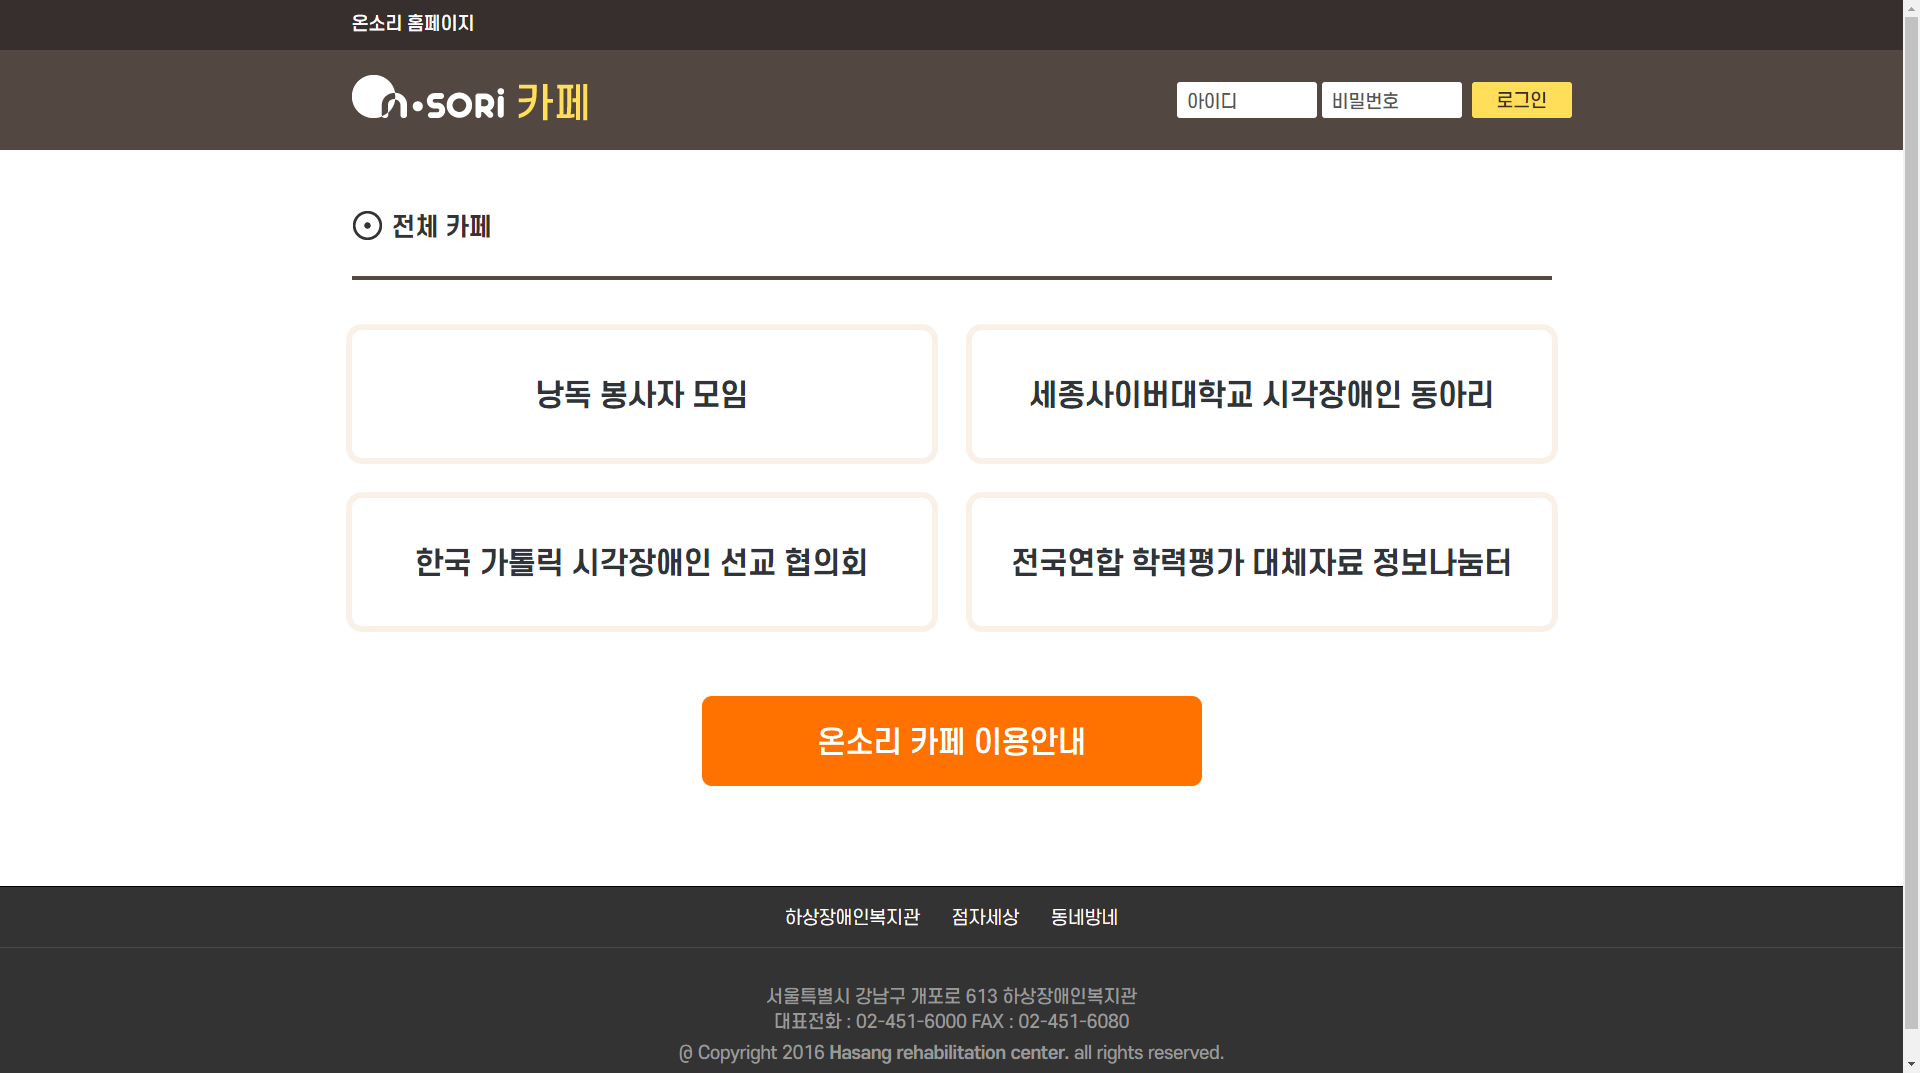 온소리 홈페이지
on·sori 카페
아이디
비밀번호
로그인
전체 카페
낭독 봉사자 모임
세종사이버대학교 시각장애인 동아리
한국 가톨릭 시각장애인 선교 협의회
전국연합 학력평가 대체자료 정보나눔터
온소리 카페 이용안내
하상장애인복지관 점자세상 동네방네
서울특별시 강남구 개포로 613 하상장애인복지관
대표전화 : 02-451-6000 FAX : 02-451-6080
@ Copyright 2016 Hasang rehabilitation center. all rights reserved.